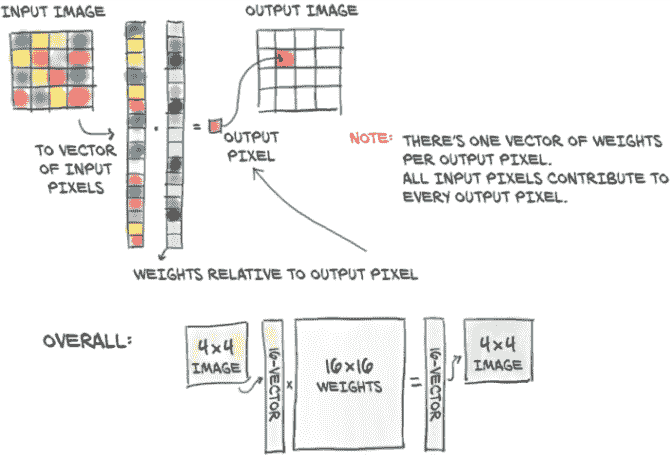 INPUT IMAGE
OUTPUT IMAGE
TO VECTOR
OF INPUT
PIXELS
.
=
OUTPUT
PIXEL
NOTE: THERE'S ONE VECTOR OF WEIGHTS
PER OUTPUT PIXEL.
ALL INPUT PIXELS CONTRIBUTE TO
EVERY OUTPUT PIXEL.
WEIGHTS RELATIVE TO OUTPUT PIXEL
OVERALL:
4×4
IMAGE
16-VECTOR
×
16×16
WEIGHTS
=
16-VECTOR
4×4
IMAGE